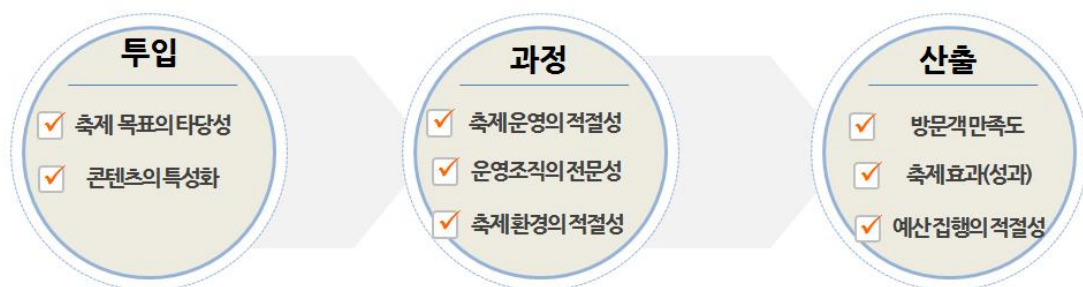 투입
축제 목표의 타당성
콘텐츠의 특성화
과정
축제 운영의 적절성
운영조직의 전문성
축제 환경의 적절성
산출
방문객 만족도
축제 효과(성과)
예산 집행의 적절성